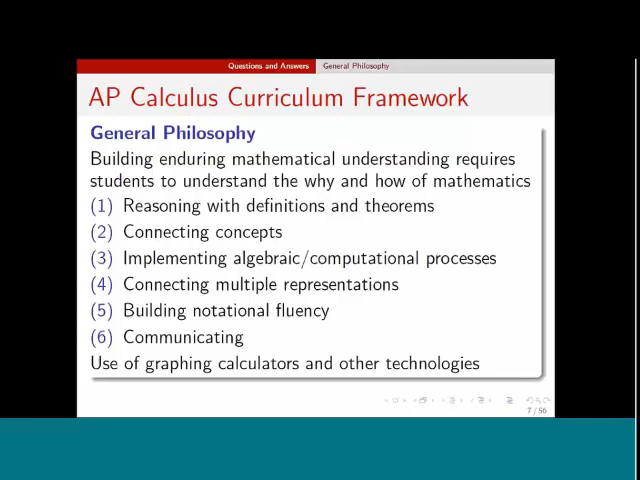 Questions and Answers General Philosophy
AP Calculus Curriculum Framework
General Philosophy
Building enduring mathematical understanding requires
students to understand the why and how of mathematics
(1) Reasoning with definitions and theorems
(2) Connecting concepts
(3) Implementing algebraic/computational processes
(4) Connecting multiple representations
(5) Building notational fluency
(6) Communicating
Use of graphing calculators and other technologies
7 / 56